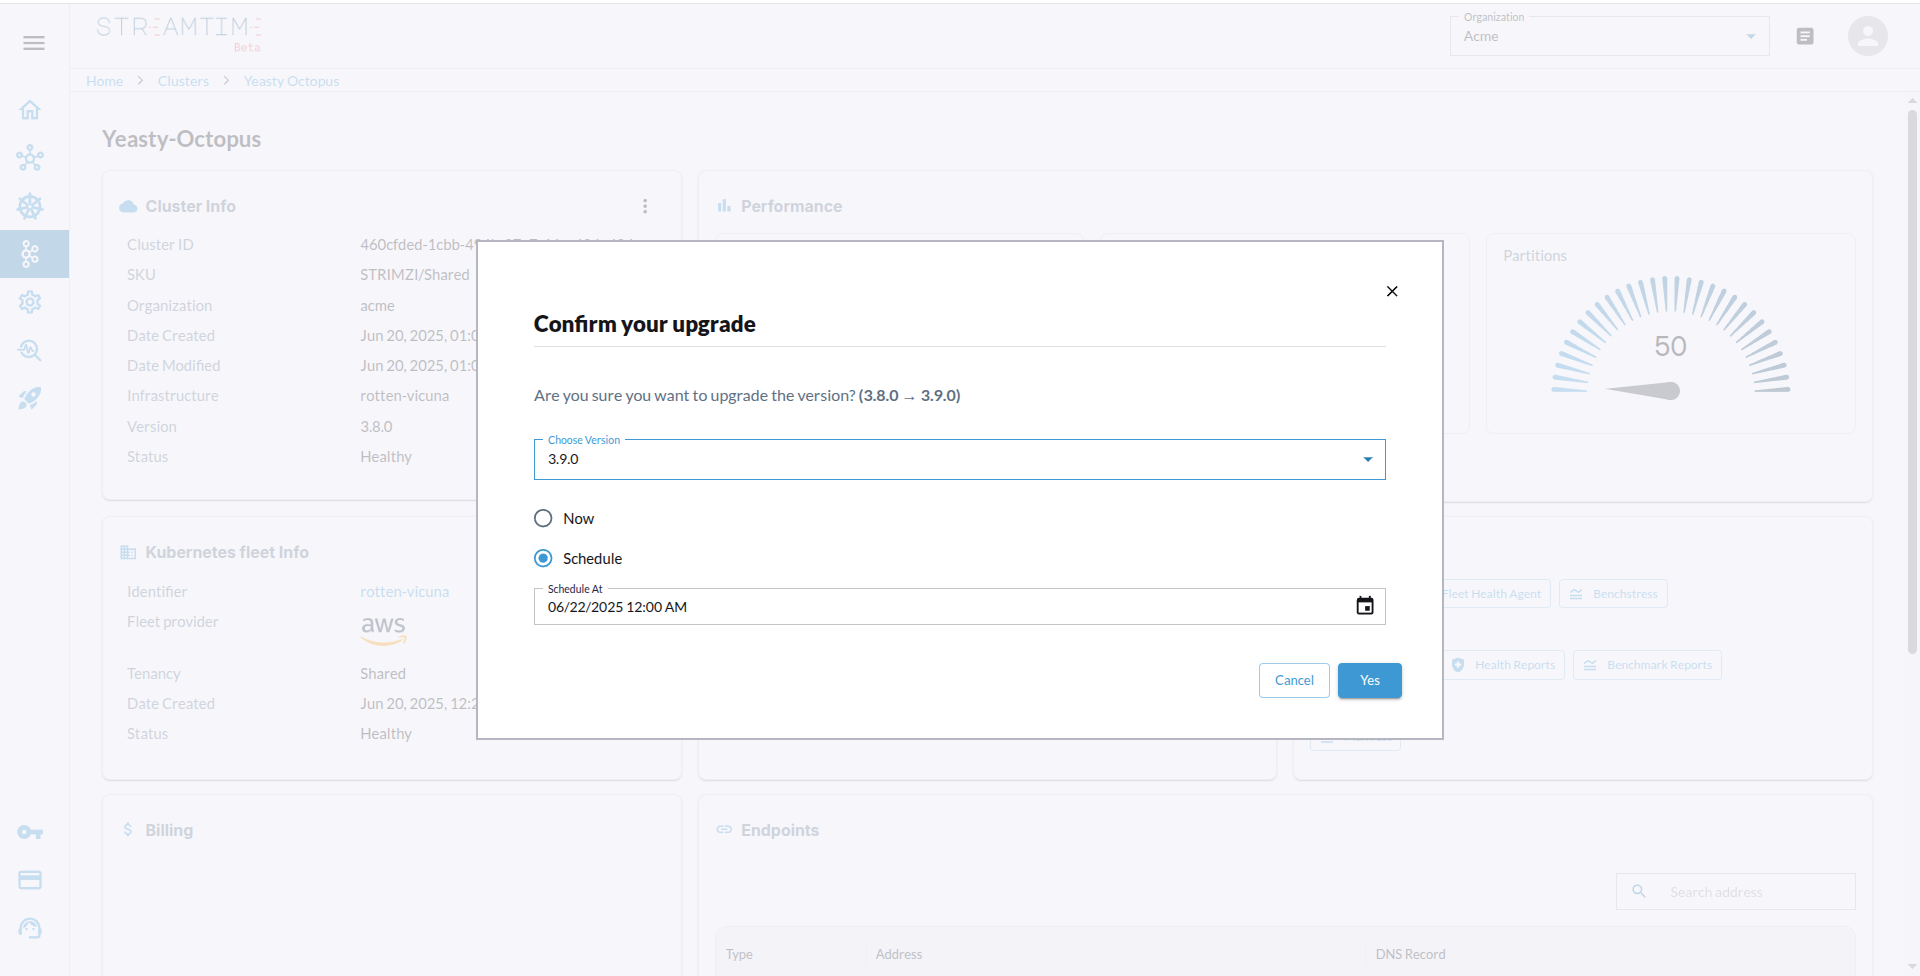 STREAMTIME
Beta
Organization
Acme
Home > Clusters > Yeasty Octopus
Yeasty-Octopus
Cluster Info
Cluster ID 460cfded-1cbb-4
SKU STRIMZI/Shared
Organization acme
Date Created Jun 20, 2025, 01:0
Date Modified Jun 20, 2025, 01:0
Infrastructure rotten-vicuna
Version 3.8.0
Status Healthy
Performance
Partitions
50
Confirm your upgrade
Are you sure you want to upgrade the version? (3.8.0 → 3.9.0)
Choose Version
3.9.0
Now
Schedule
Schedule At
06/22/2025 12:00 AM
Cancel
Yes
Kubernetes fleet Info
Identifier rotten-vicuna
Fleet provider aws
Tenancy Shared
Date Created Jun 20, 2025, 12:2
Status Healthy
Fleet Health Agent
Benchstress
Health Reports
Benchmark Reports
Billing
Endpoints
Search address
Type Address DNS Record